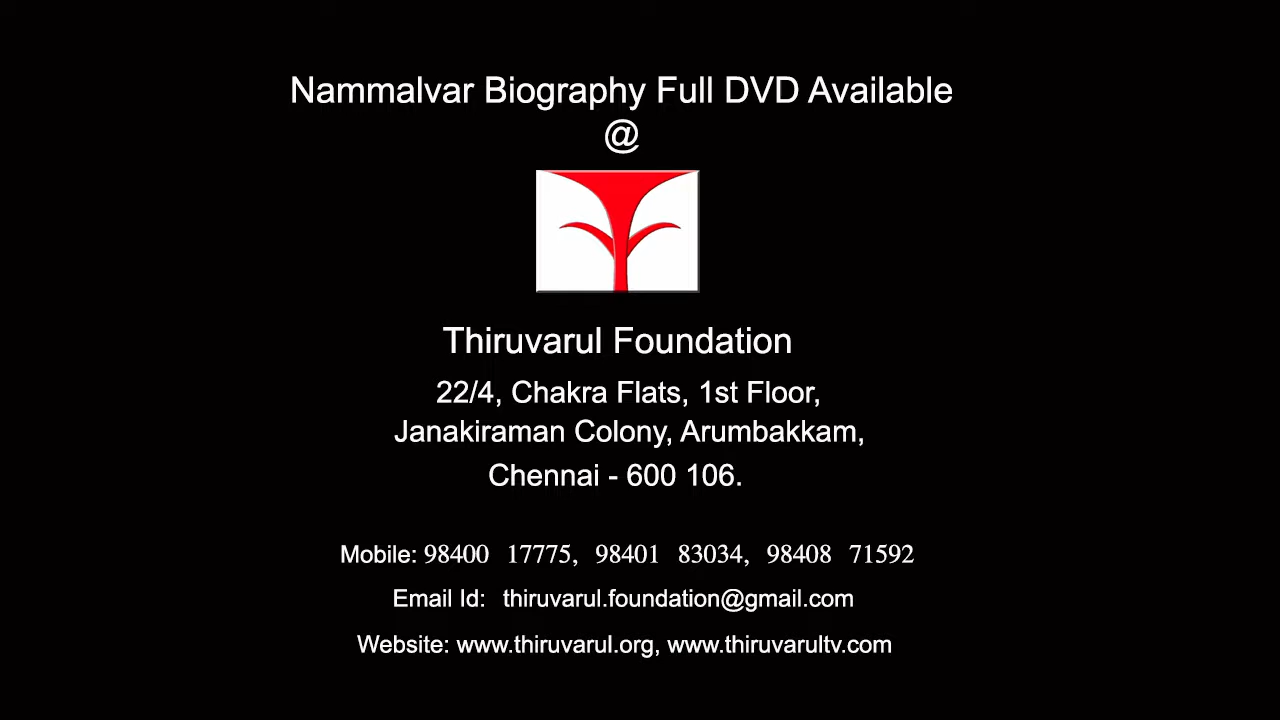 Nammalvar Biography Full DVD Available
@
Thiruvarul Foundation
22/4, Chakra Flats, 1st Floor,
Janakiraman Colony, Arumbakkam,
Chennai - 600 106.
Mobile: 98400 17775, 98401 83034, 98408 71592
Email Id: thiruvarul.foundation@gmail.com
Website: www.thiruvarul.org, www.thiruvarultv.com